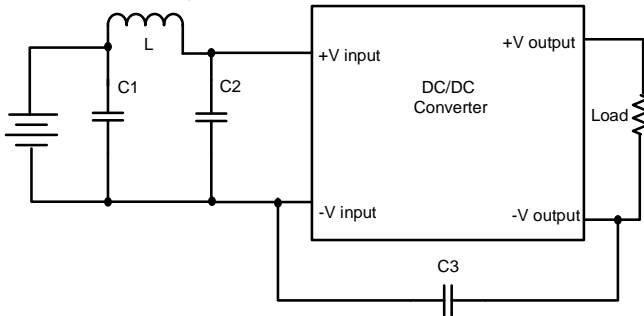 L
C1
C2
+V input
+V output
DC/DC
Converter
Load
-V input
-V output
C3